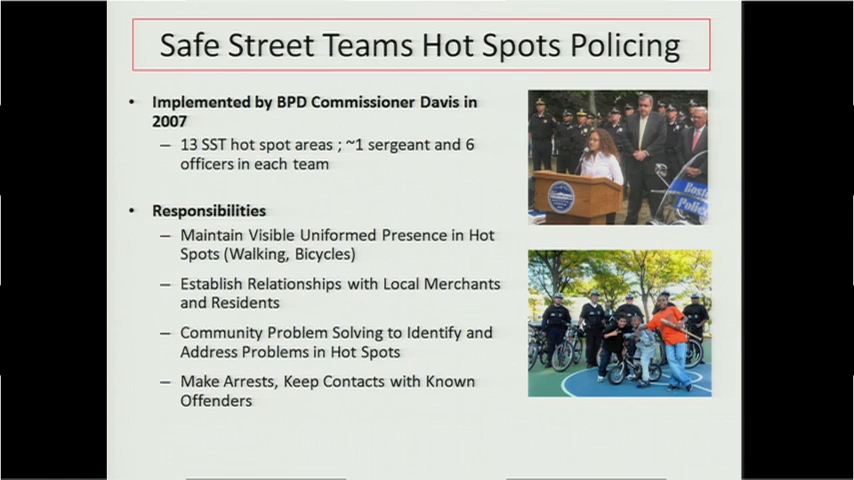 Safe Street Teams Hot Spots Policing
• Implemented by BPD Commissioner Davis in
2007
– 13 SST hot spot areas ; ~1 sergeant and 6
officers in each team
• Responsibilities
– Maintain Visible Uniformed Presence in Hot
Spots (Walking, Bicycles)
– Establish Relationships with Local Merchants
and Residents
– Community Problem Solving to Identify and
Address Problems in Hot Spots
– Make Arrests, Keep Contacts with Known
Offenders
Police